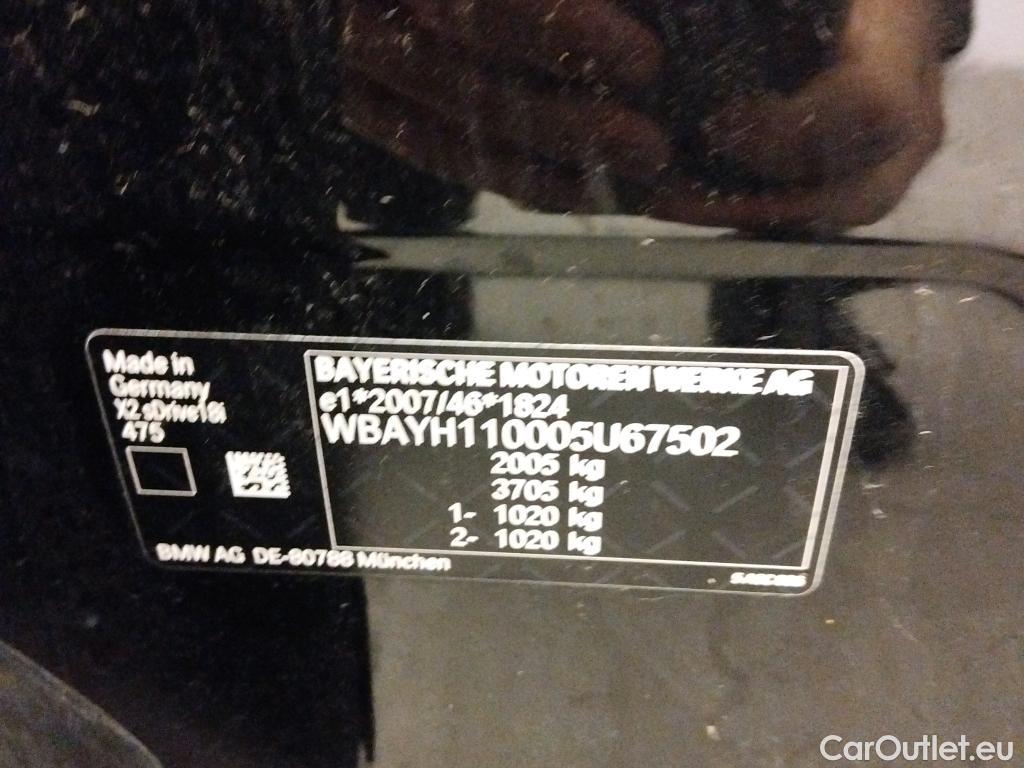 Made in
Germany
X2 sDrive18i
475
BAYERISCHE MOTOREN WERKE AG
e1*2007/46*1824
WBAYH110005U67502
2005 kg
3705 kg
1- 1020 kg
2- 1020 kg
BMW AG DE-80788 München
CarOutlet.eu